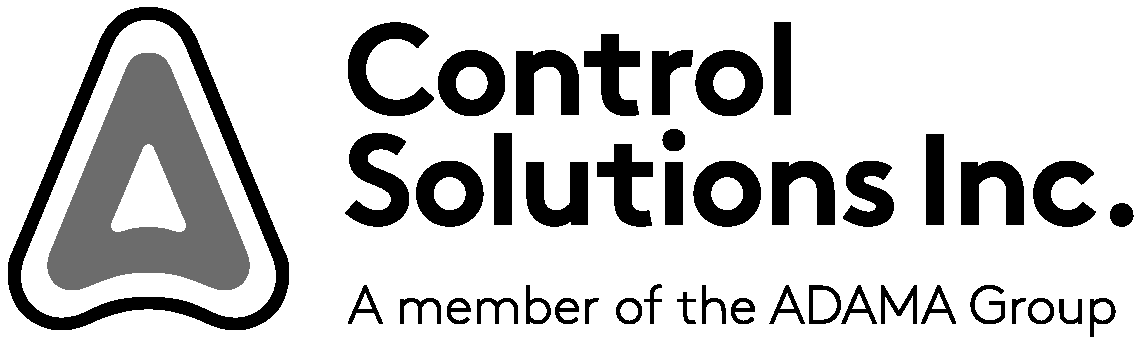 Control
Solutions Inc.
A member of the ADAMA Group